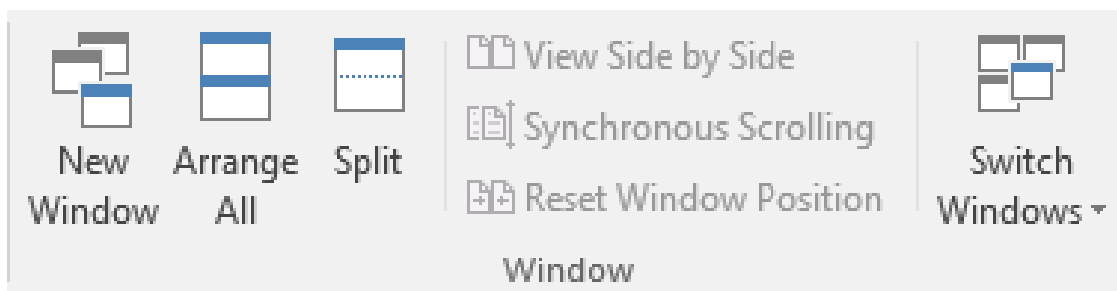 New
Window
Arrange
All
Split
View Side by Side
Synchronous Scrolling
Reset Window Position
Switch
Windows
Window